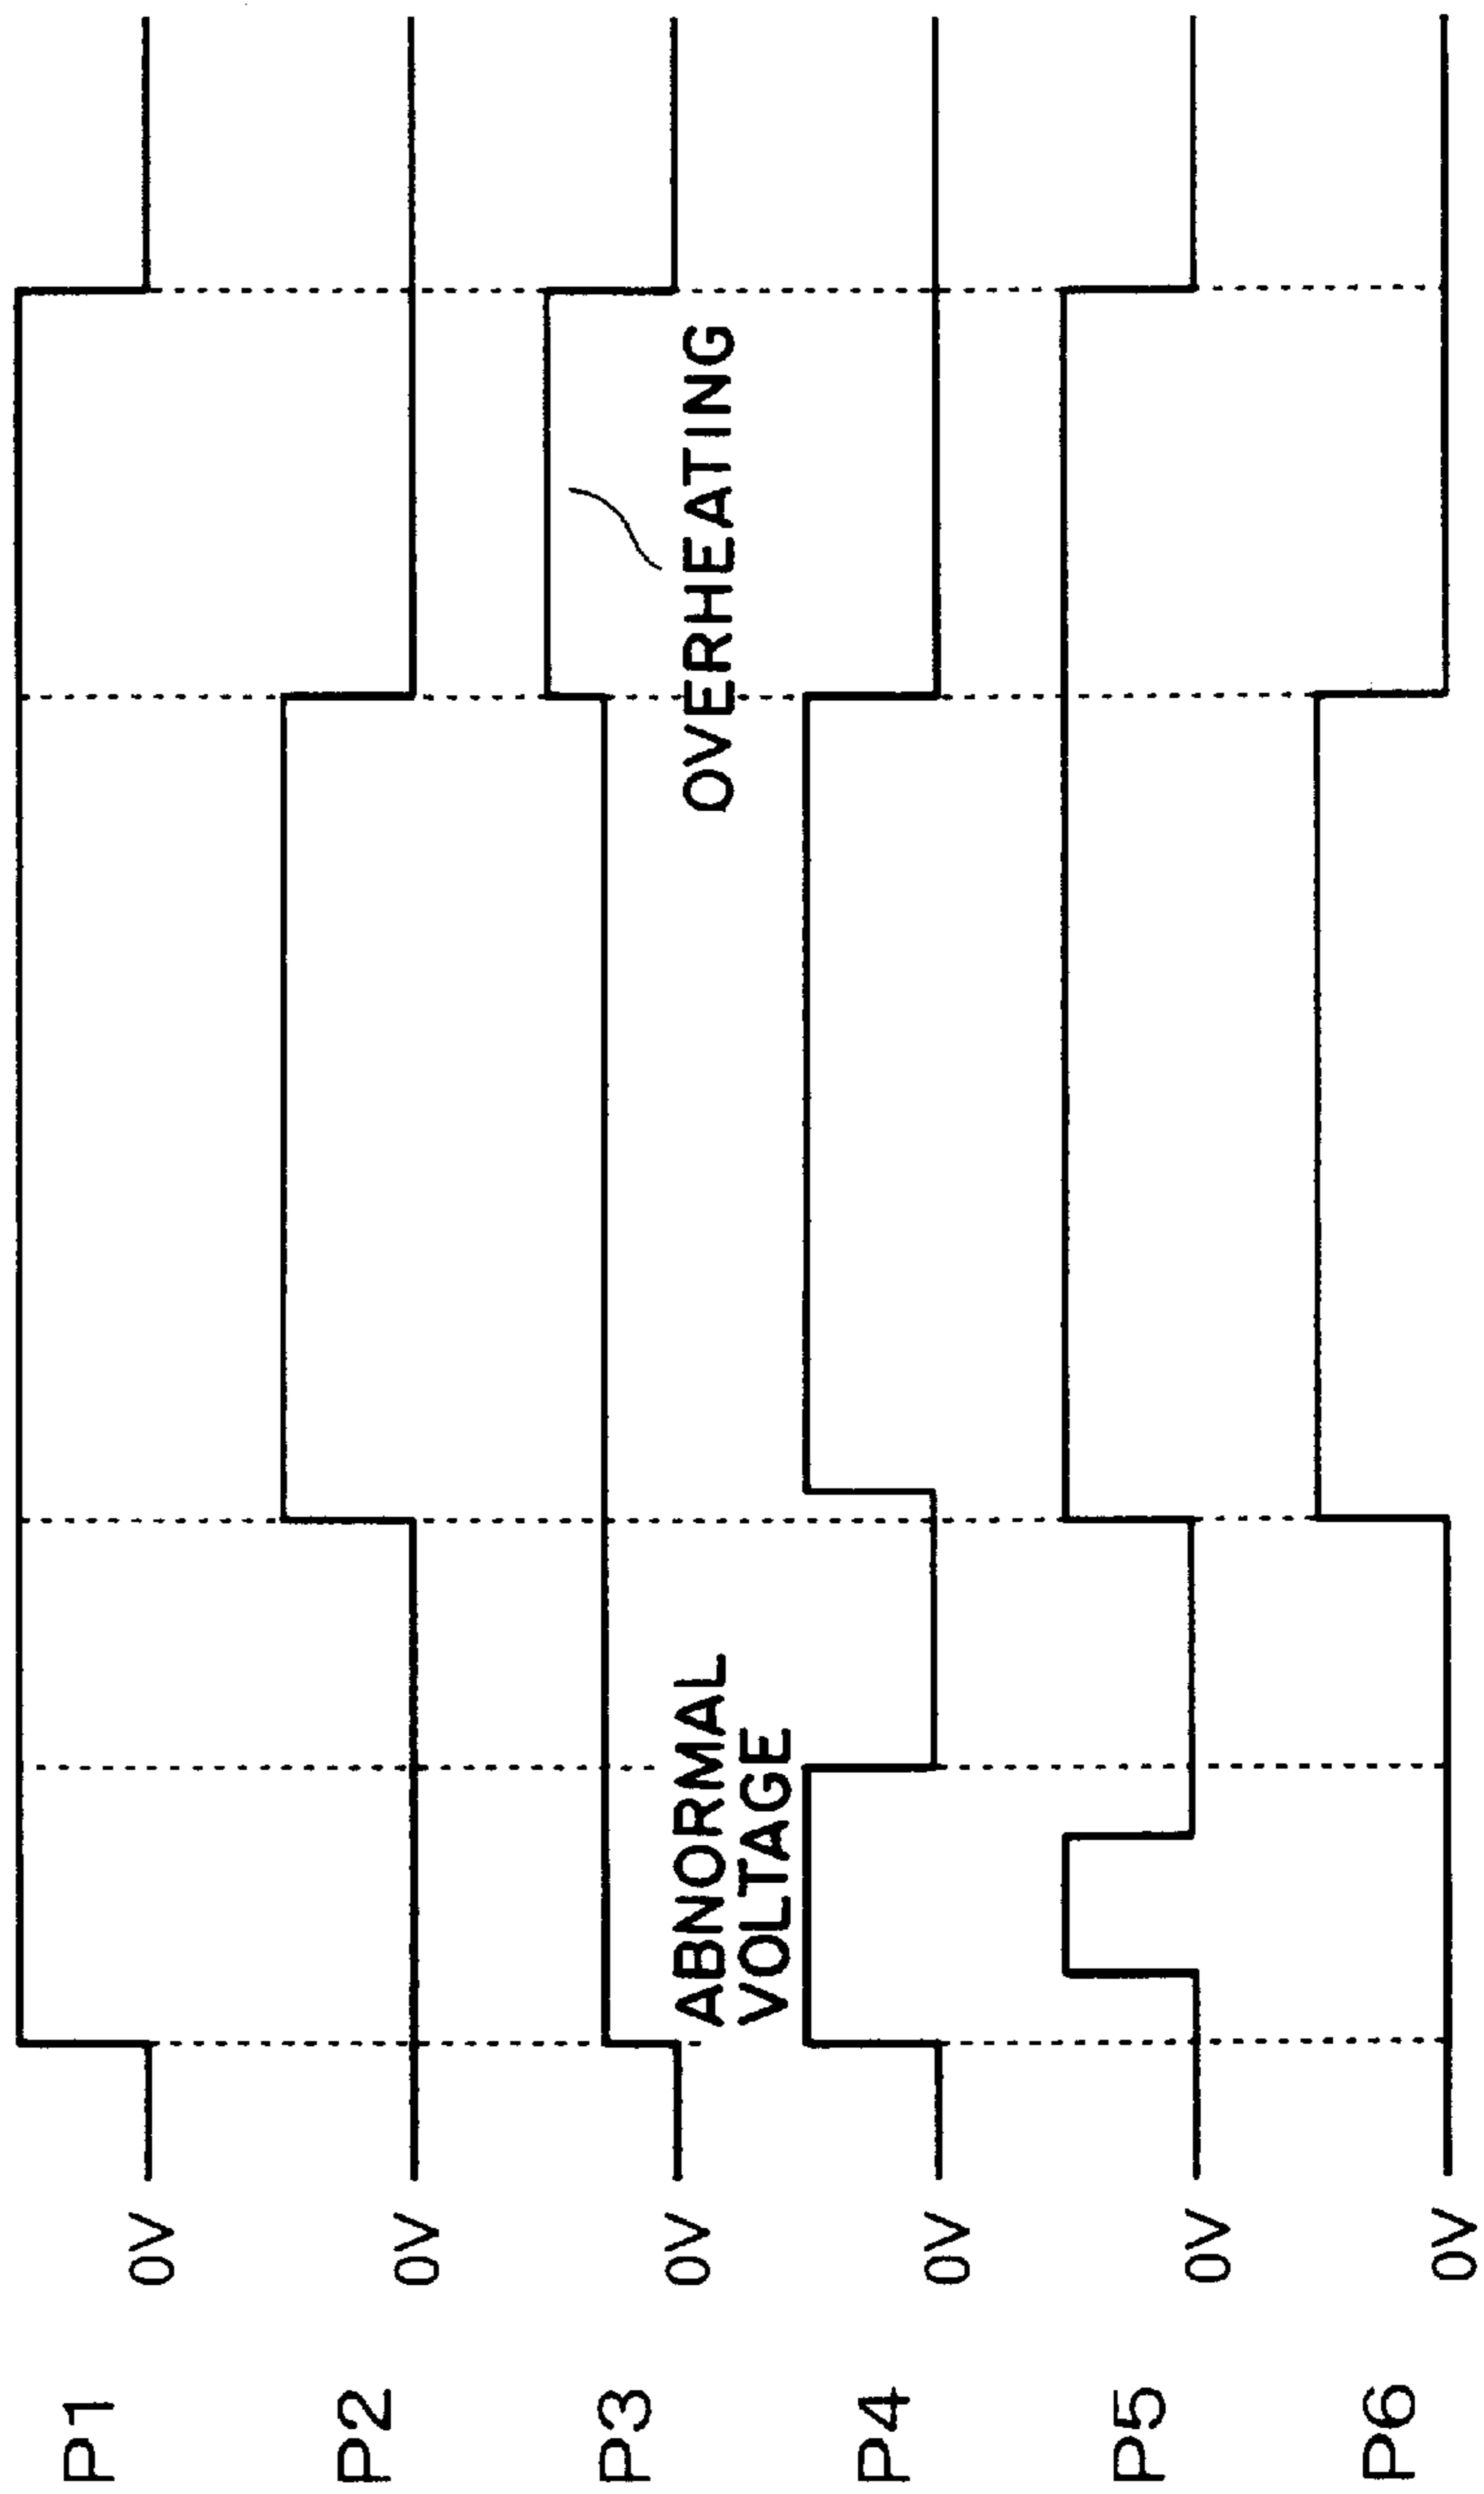 P1 0V
P2 0V
P3 0V
OVERHEATING
ABNORMAL
VOLTAGE
P4 0V
P5 0V
P6 0V